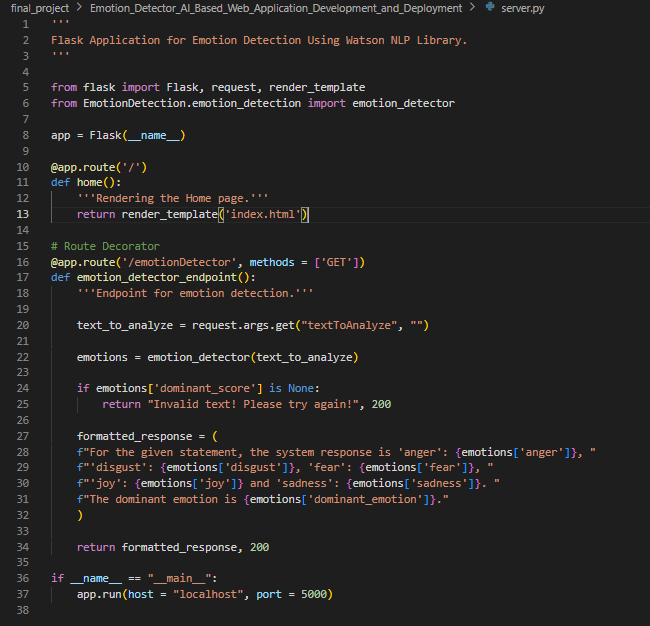 final_project > Emotion_Detector_AI_Based_Web_Application_Development_and_Deployment > server.py
1 '''
2 Flask Application for Emotion Detection Using Watson NLP Library.
3 '''
4
5 from flask import Flask, request, render_template
6 from EmotionDetection.emotion_detection import emotion_detector
7
8 app = Flask(__name__)
9
10 @app.route('/')
11 def home():
12     '''Rendering the Home page.'''
13     return render_template('index.html')
14
15 # Route Decorator
16 @app.route('/emotionDetector', methods = ['GET'])
17 def emotion_detector_endpoint():
18     '''Endpoint for emotion detection.'''
19
20     text_to_analyze = request.args.get("textToAnalyze", "")
21
22     emotions = emotion_detector(text_to_analyze)
23
24     if emotions['dominant_score'] is None:
25         return "Invalid text! Please try again!", 200
26
27     formatted_response = (
28     f"For the given statement, the system response is 'anger': {emotions['anger']}, "
29     f"'disgust': {emotions['disgust']}, 'fear': {emotions['fear']}, "
30     f"'joy': {emotions['joy']} and 'sadness': {emotions['sadness']}. "
31     f"The dominant emotion is {emotions['dominant_emotion']}."
32     )
33
34     return formatted_response, 200
35
36 if __name__ == "__main__":
37     app.run(host = "localhost", port = 5000)
38